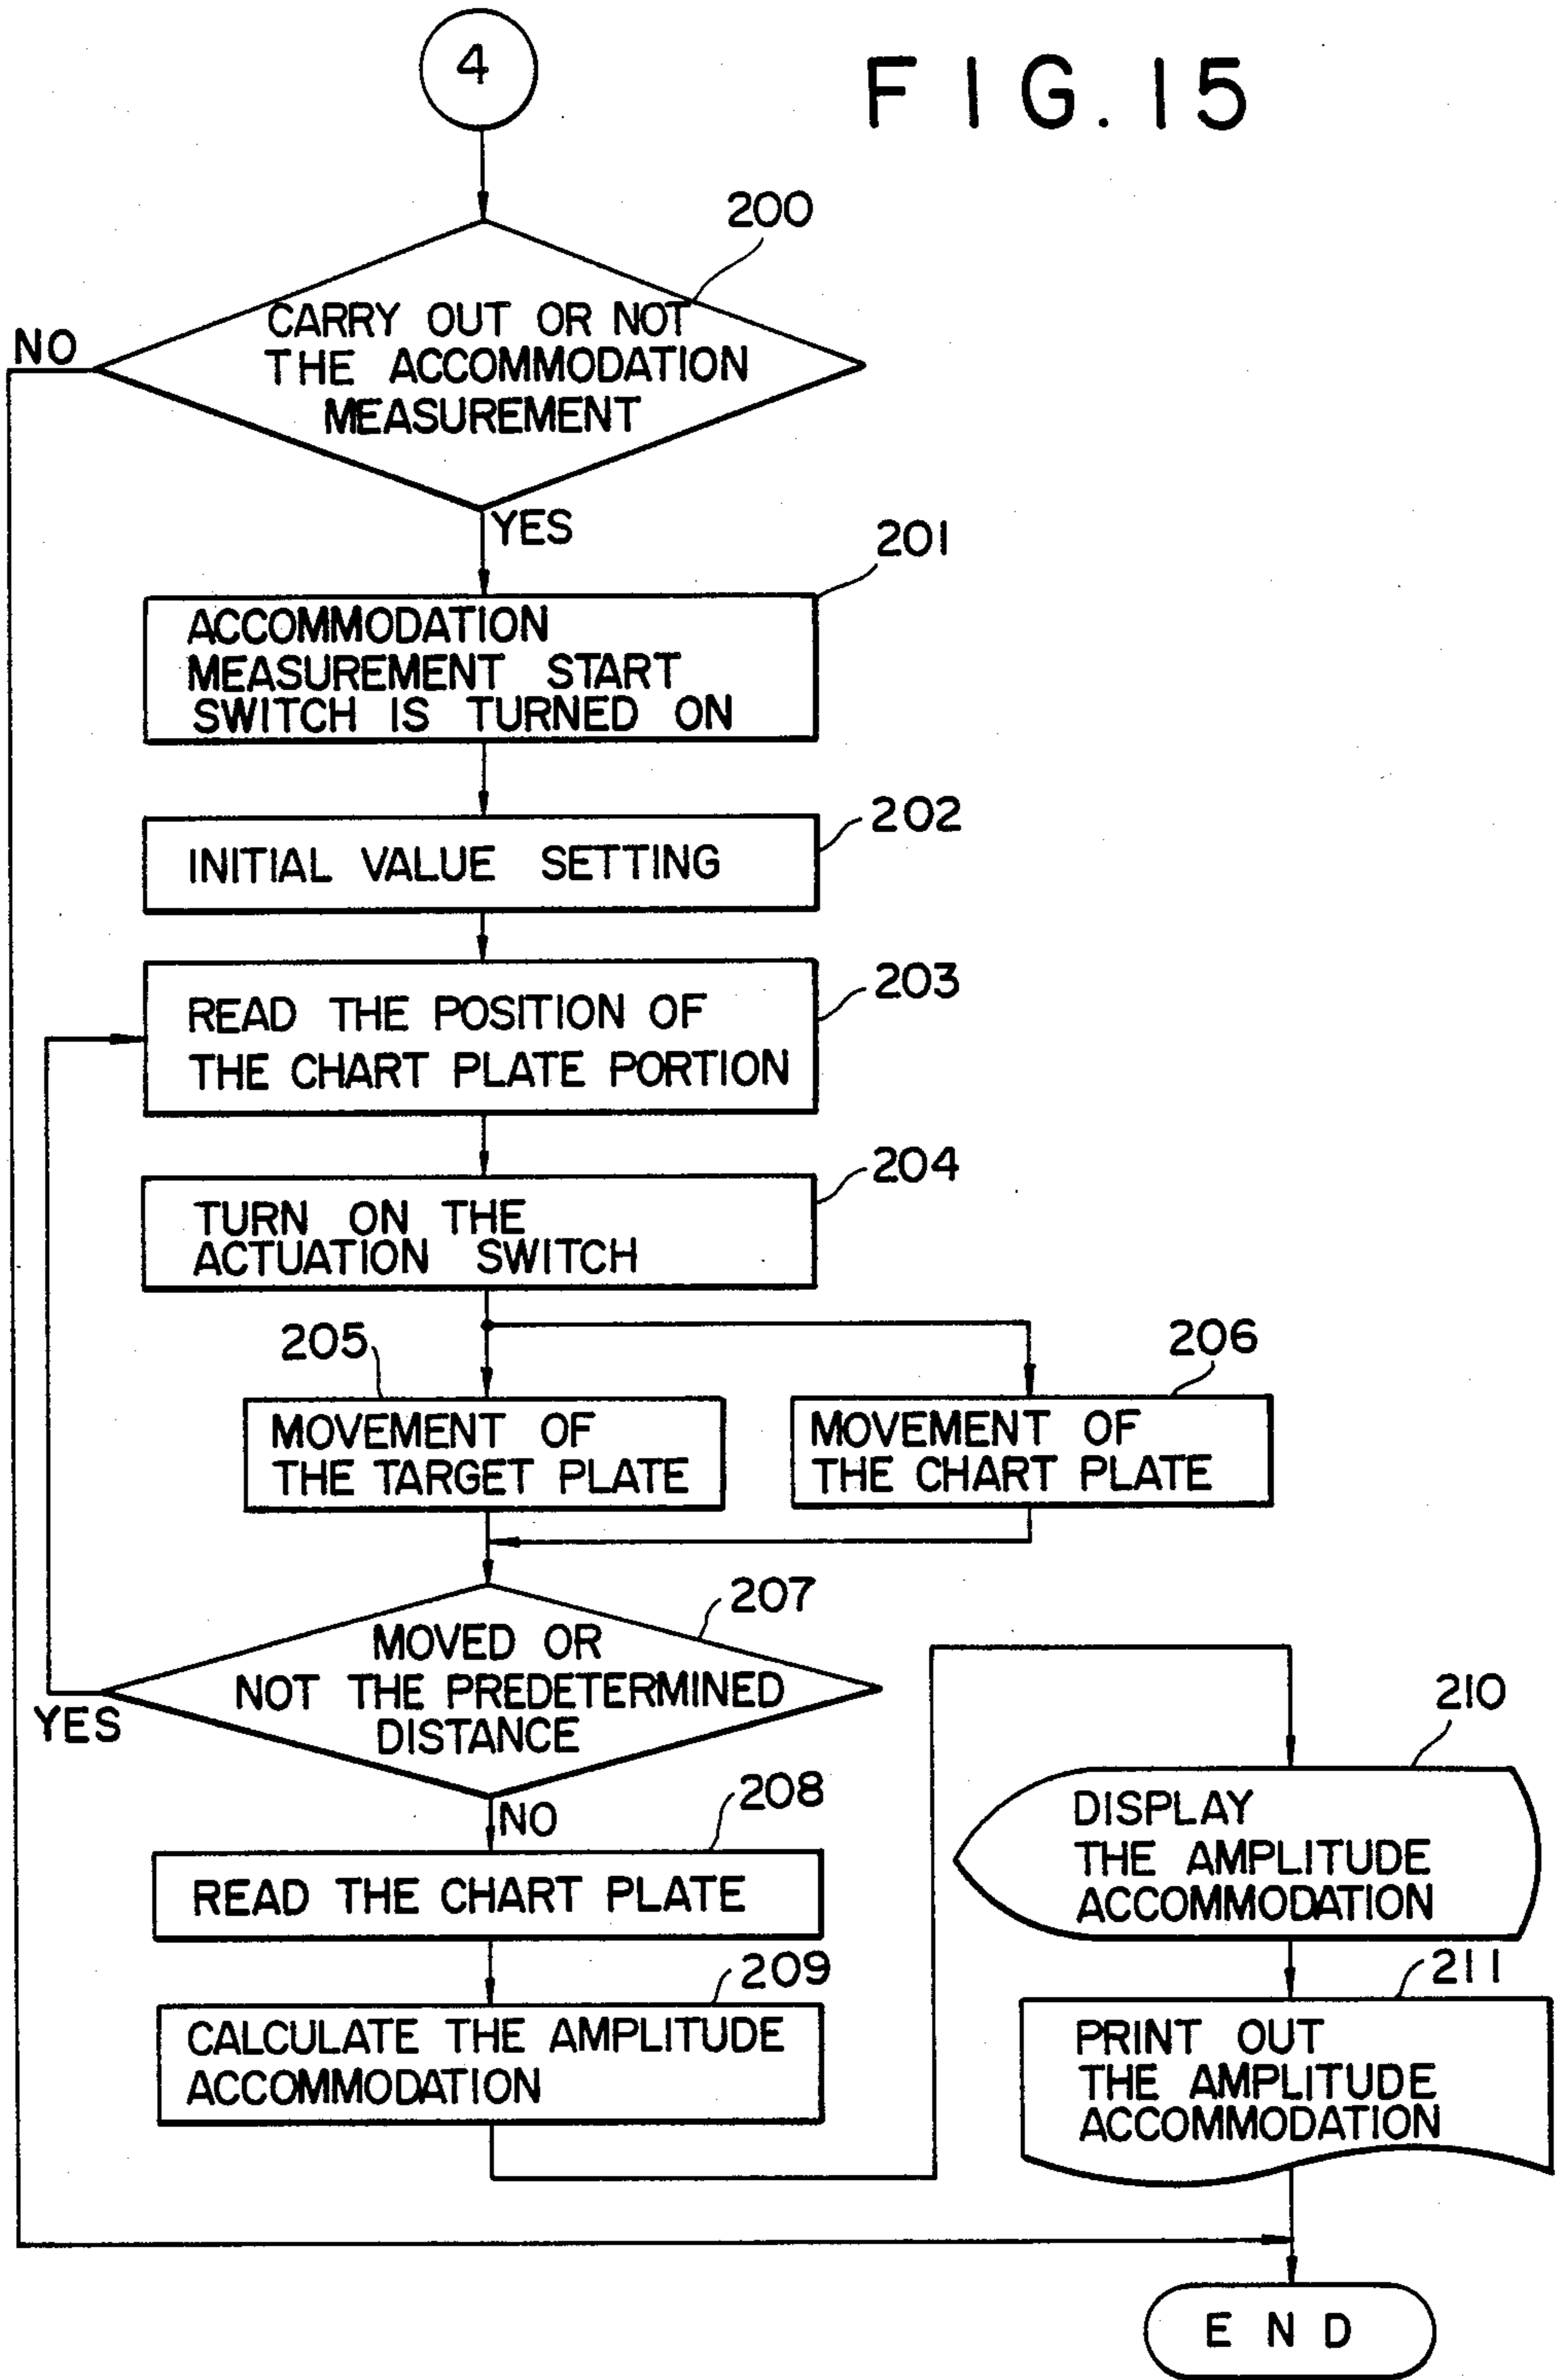 4
FIG. 15
200
CARRY OUT OR NOT
THE ACCOMMODATION
MEASUREMENT
NO
YES
201
ACCOMMODATION
MEASUREMENT START
SWITCH IS TURNED ON
202
INITIAL VALUE SETTING
203
READ THE POSITION OF
THE CHART PLATE PORTION
204
TURN ON THE
ACTUATION SWITCH
205
MOVEMENT OF
THE TARGET PLATE
206
MOVEMENT OF
THE CHART PLATE
207
MOVED OR
NOT THE PREDETERMINED
DISTANCE
YES
NO
208
READ THE CHART PLATE
209
CALCULATE THE AMPLITUDE
ACCOMMODATION
210
DISPLAY
THE AMPLITUDE
ACCOMMODATION
211
PRINT OUT
THE AMPLITUDE
ACCOMMODATION
END